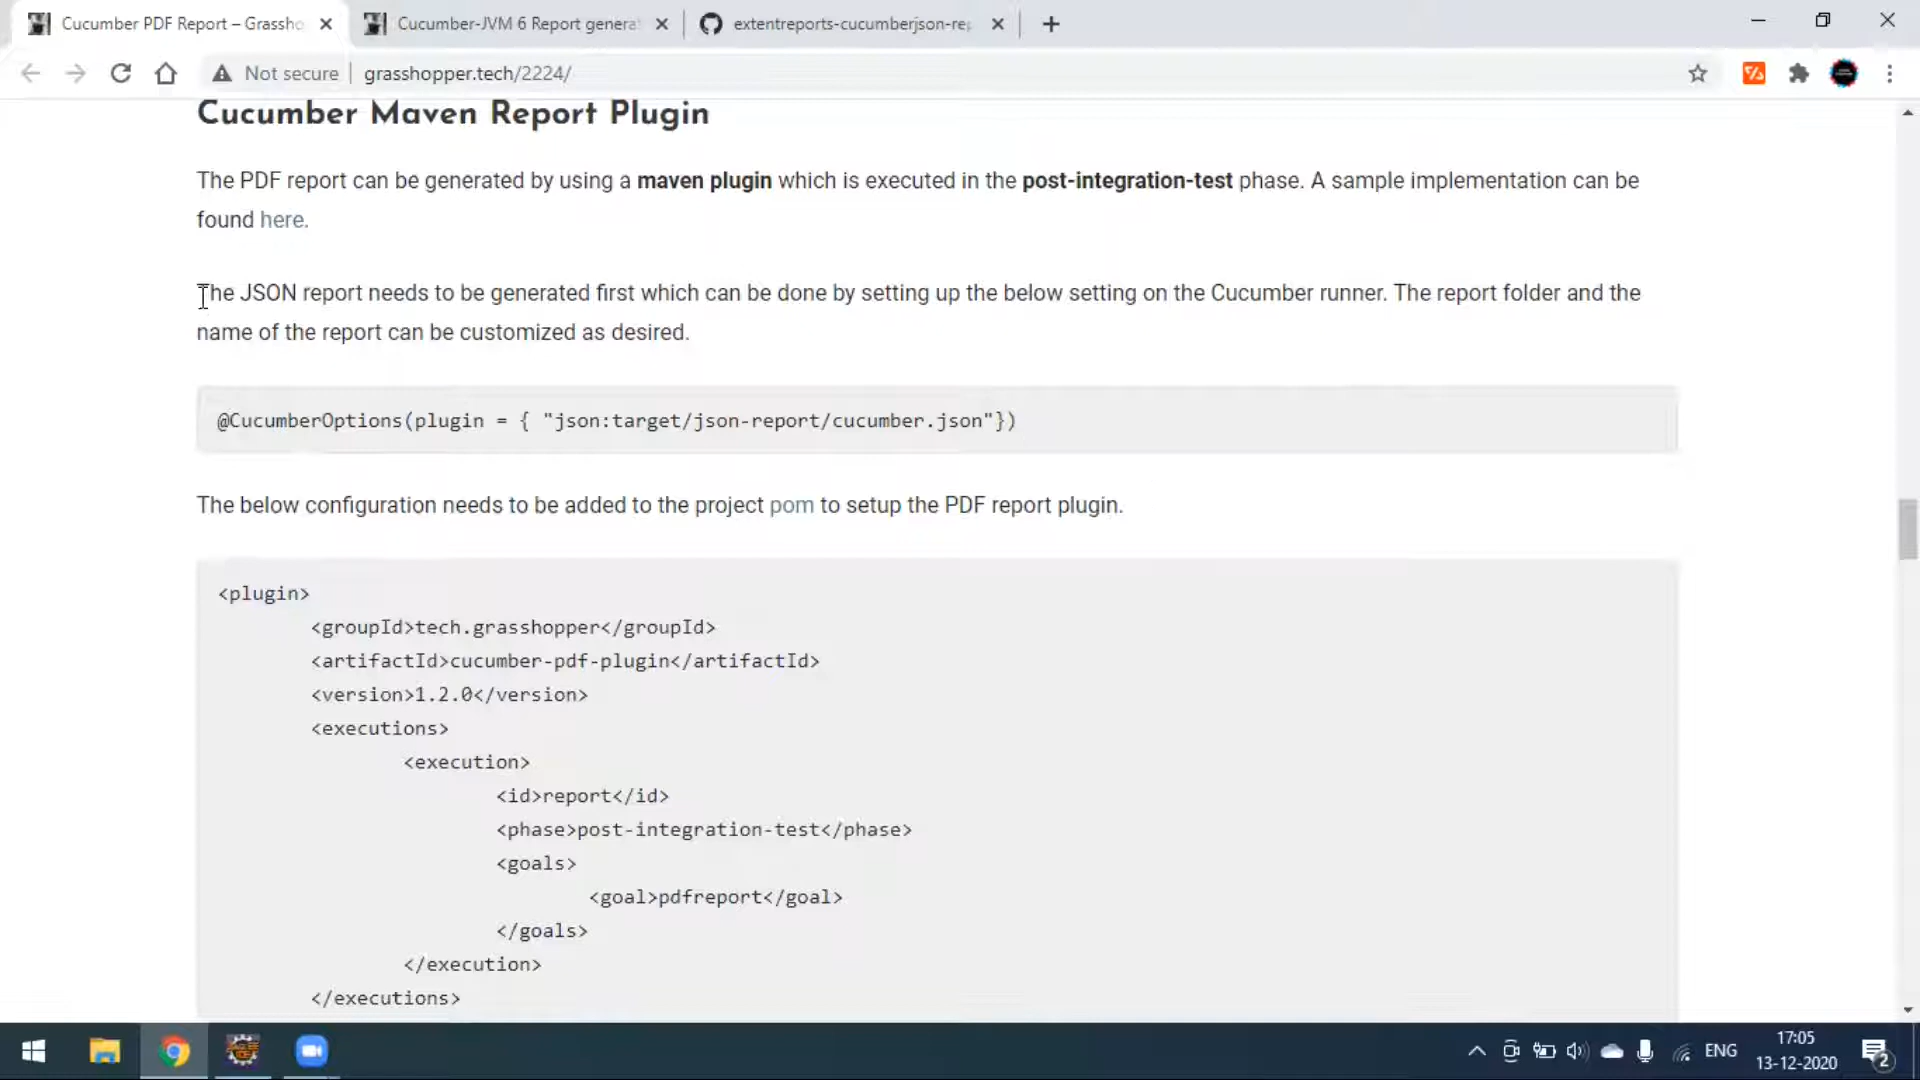 Cucumber PDF Report – Grassho
Cucumber-JVM 6 Report genera
extentreports-cucumberjson-rep
Not secure
grasshopper.tech/2224/
Cucumber Maven Report Plugin
The PDF report can be generated by using a maven plugin which is executed in the post-integration-test phase. A sample implementation can be
found here.
The JSON report needs to be generated first which can be done by setting up the below setting on the Cucumber runner. The report folder and the
name of the report can be customized as desired.
@CucumberOptions(plugin = { "json:target/json-report/cucumber.json"})
The below configuration needs to be added to the project pom to setup the PDF report plugin.
<plugin>
<groupId>tech.grasshopper</groupId>
<artifactId>cucumber-pdf-plugin</artifactId>
<version>1.2.0</version>
<executions>
<execution>
<id>report</id>
<phase>post-integration-test</phase>
<goals>
<goal>pdfreport</goal>
</goals>
</execution>
</executions>
ENG
17:05
13-12-2020
2